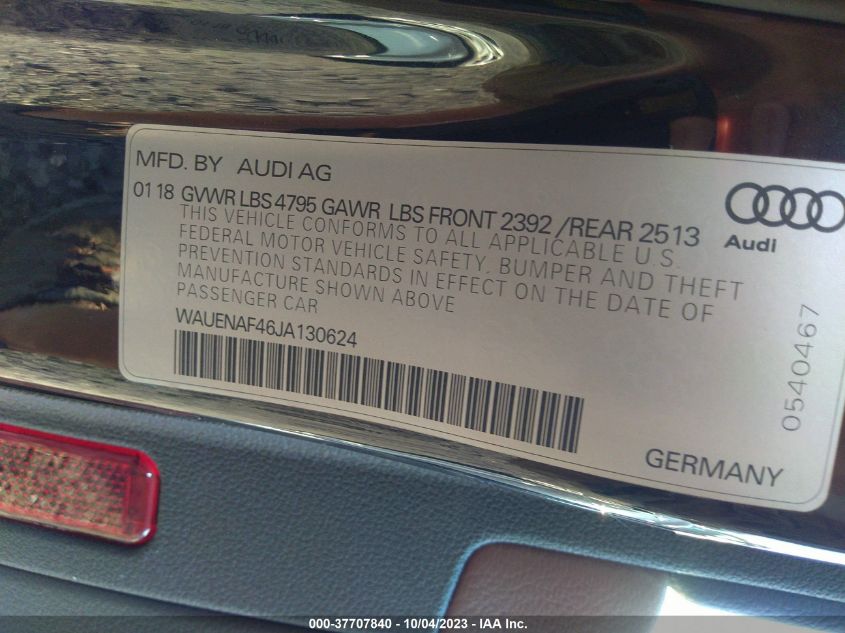 MFD. BY AUDI AG
01 18 GVWR LBS 4795 GAWR LBS FRONT 2392 /REAR 2513
THIS VEHICLE CONFORMS TO ALL APPLICABLE U.S.
FEDERAL MOTOR VEHICLE SAFETY, BUMPER AND THEFT
PREVENTION STANDARDS IN EFFECT ON THE DATE OF
MANUFACTURE SHOWN ABOVE
PASSENGER CAR
WAUENAF46JA130624
Audi
0540467
GERMANY
000-37707840 - 10/04/2023 - IAA Inc.